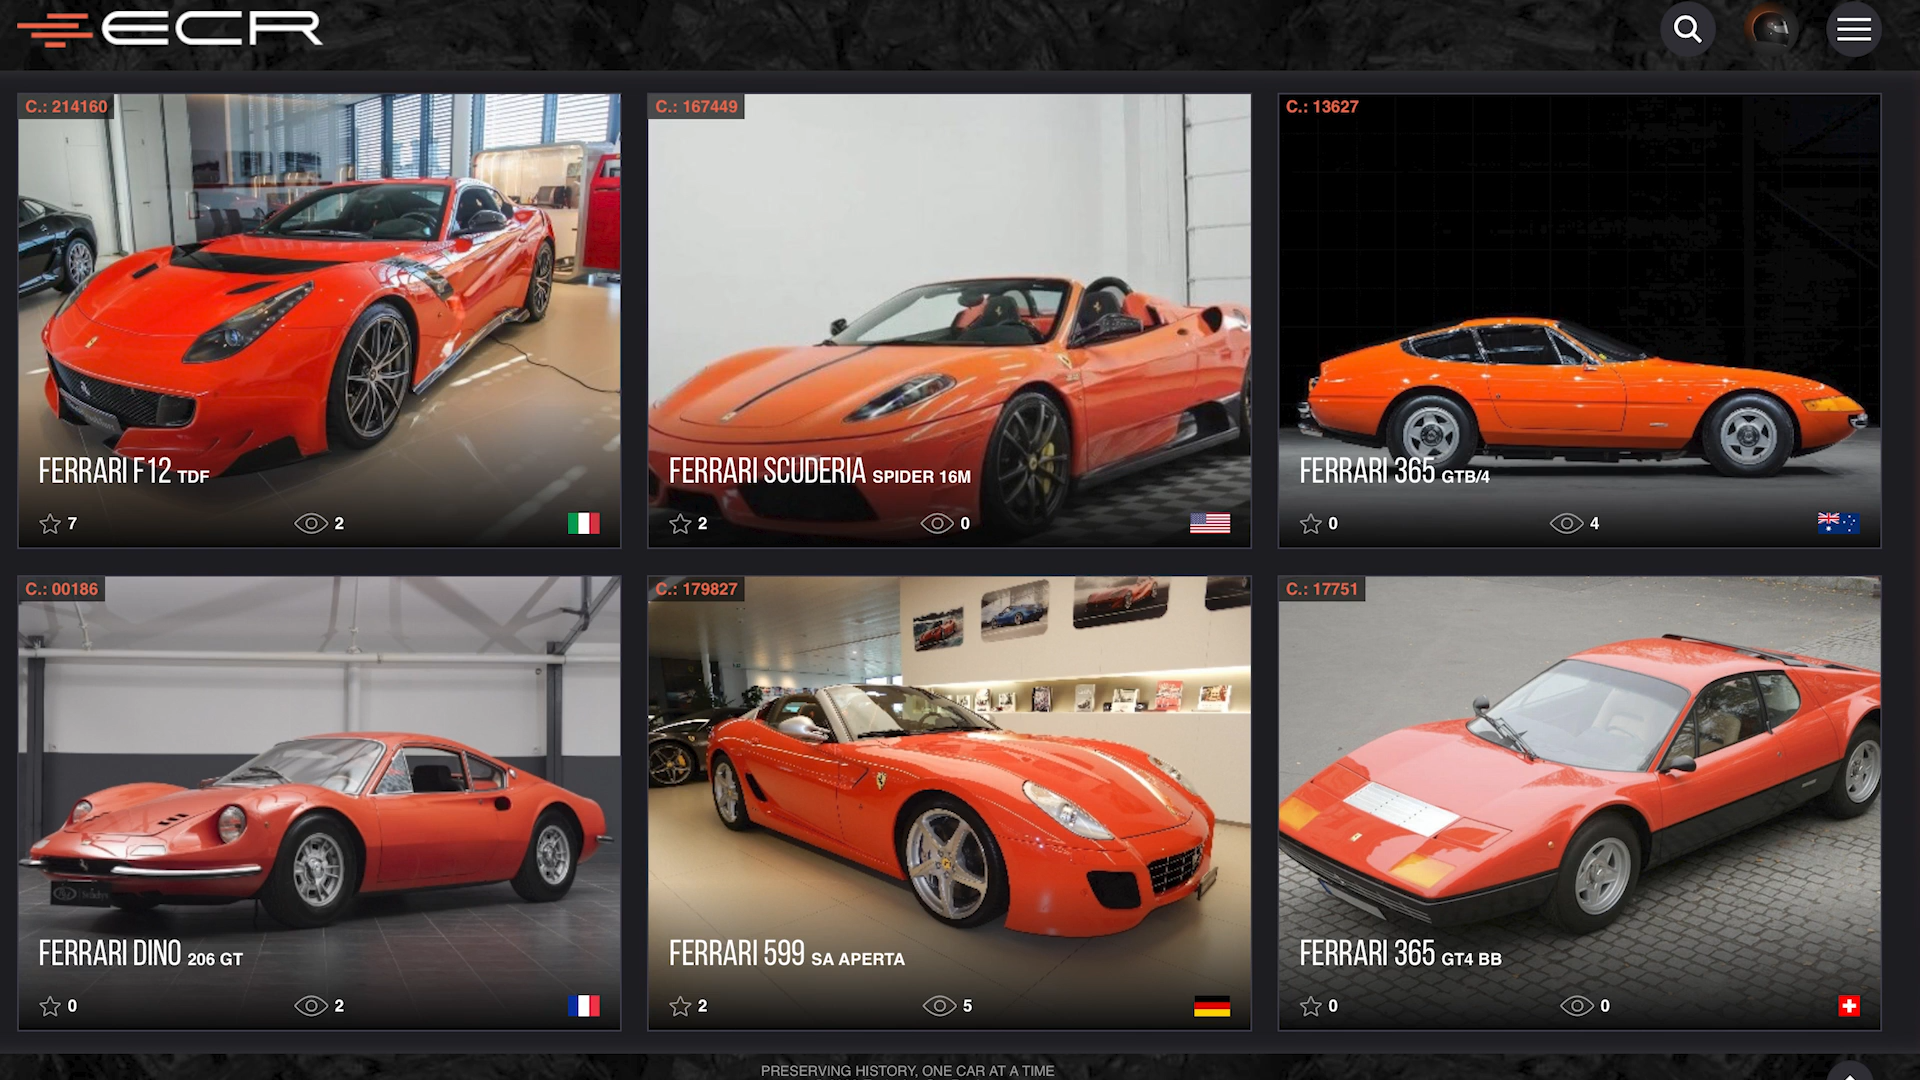 ECR
C.: 214160
FERRARI F12 TDF
7
2
C.: 167449
FERRARI SCUDERIA SPIDER 16M
2
0
C.: 13627
FERRARI 365 GTB/4
0
4
C.: 00186
FERRARI DINO 206 GT
0
2
C.: 179827
FERRARI 599 SA APERTA
2
5
C.: 17751
FERRARI 365 GT4 BB
0
0
PRESERVING HISTORY, ONE CAR AT A TIME